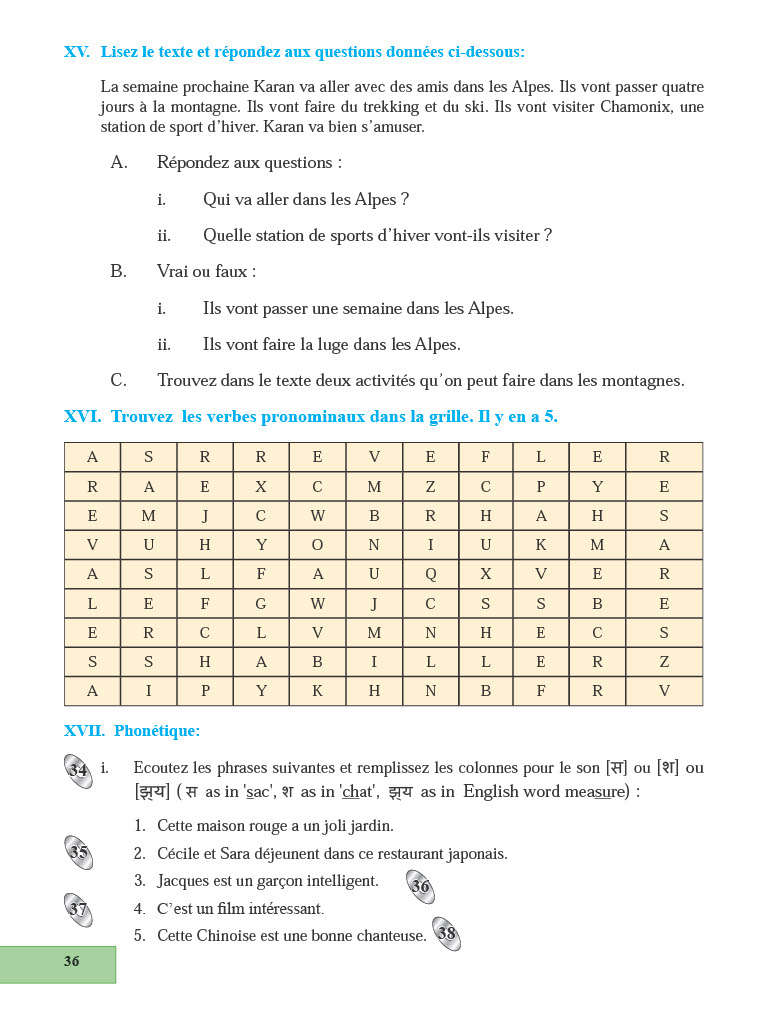 XV. Lisez le texte et répondez aux questions données ci-dessous:
La semaine prochaine Karan va aller avec des amis dans les Alpes. Ils vont passer quatre
jours à la montagne. Ils vont faire du trekking et du ski. Ils vont visiter Chamonix, une
station de sport d’hiver. Karan va bien s’amuser.
A. Répondez aux questions :
i. Qui va aller dans les Alpes ?
ii. Quelle station de sports d’hiver vont-ils visiter ?
B. Vrai ou faux :
i. Ils vont passer une semaine dans les Alpes.
ii. Ils vont faire la luge dans les Alpes.
C. Trouvez dans le texte deux activités qu’on peut faire dans les montagnes.
XVI. Trouvez les verbes pronominaux dans la grille. Il y en a 5.
A S R R E V E F L E R
R A E X C M Z C P Y E
E M J C W B R H A H S
V U H Y O N I U K M A
A S L F A U Q X V E R
L E F G W J C S S B E
E R C L V M N H E C S
S S H A B I L L E R Z
A I P Y K H N B F R V
XVII. Phonétique:
34 i. Ecoutez les phrases suivantes et remplissez les colonnes pour le son [स] ou [श] ou
[झ्य] ( स as in 'sac', श as in 'chat', झ्य as in English word measure) :
1. Cette maison rouge a un joli jardin.
35 2. Cécile et Sara déjeunent dans ce restaurant japonais.
3. Jacques est un garçon intelligent. 36
37 4. C’est un film intéressant.
5. Cette Chinoise est une bonne chanteuse. 38
36